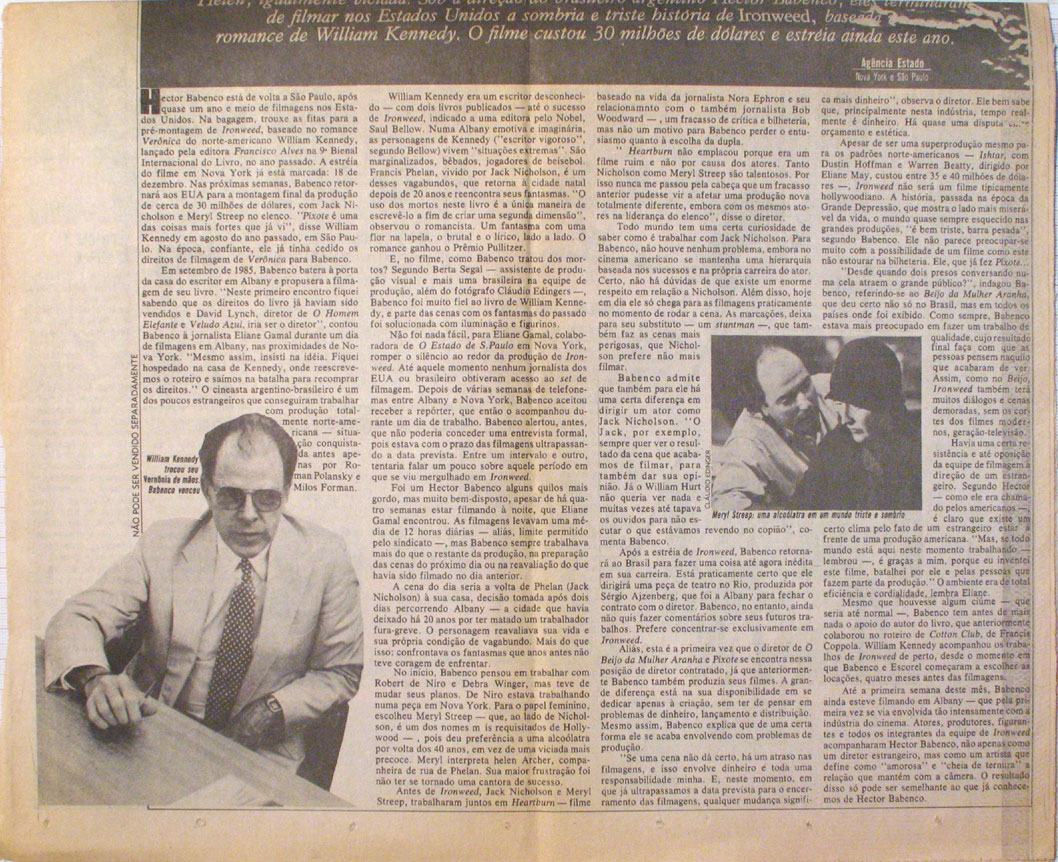 Helen, igualmente viciada. Sob a direção do brasileiro argentino Hector Babenco, eles terminaram
de filmar nos Estados Unidos a sombria e triste história de Ironweed, baseada
romance de William Kennedy. O filme custou 30 milhões de dólares e estréia ainda este ano.
Agência Estado
Nova York e São Paulo
Hector Babenco está de volta a São Paulo, após
quase um ano e meio de filmagens nos Esta-
dos Unidos. Na bagagem, trouxe as fitas para a
pré-montagem de Ironweed, baseado no romance
Verônica do norte-americano William Kennedy,
lançado pela editora Francisco Alves na 9ª Bienal
Internacional do Livro, no ano passado. A estréia
do filme em Nova York já está marcada: 18 de
dezembro. Nas próximas semanas, Babenco retor-
nará aos EUA para a montagem final da produção
de cerca de 30 milhões de dólares, com Jack Ni-
cholson e Meryl Streep no elenco. "Pixote é uma
das coisas mais fortes que já vi", disse William
Kennedy em agosto do ano passado, em São Pau-
lo. Na época, confiante, ele já tinha cedido os
direitos de filmagem de Verônica para Babenco.
Em setembro de 1985, Babenco batera à porta
da casa do escritor em Albany e propusera a filma-
gem de seu livro. "Neste primeiro encontro fiquei
sabendo que os direitos do livro já haviam sido
vendidos e David Lynch, diretor de O Homem
Elefante e Veludo Azul, iria ser o diretor", contou
Babenco à jornalista Eliane Gamal durante um dia
de filmagens em Albany, nas proximidades de No-
va York. "Mesmo assim, insisti na idéia. Fiquei
hospedado na casa de Kennedy, onde reescreve-
mos o roteiro e saímos na batalha para recomprar
os direitos." O cineasta argentino-brasileiro é um
dos poucos estrangeiros que conseguiram trabalhar
com produção total-
mente norte-ame-
ricana — situa-
ção conquista-
da antes ape-
nas por Ro-
man Polansky e
Milos Forman.
NÃO PODE SER VENDIDO SEPARADAMENTE
William Kennedy
trocou seu
Verônia de mãos.
Babenco venceu
William Kennedy era um escritor desconheci-
do — com dois livros publicados — até o sucesso
de Ironweed, indicado a uma editora pelo Nobel,
Saul Bellow. Numa Albany emotiva e imaginária,
as personagens de Kennedy ("escritor vigoroso",
segundo Bellow) vivem "situações extremas". São
marginalizados, bêbados, jogadores de beisebol.
Francis Phelan, vivido por Jack Nicholson, é um
desses vagabundos, que retorna à cidade natal
depois de 20 anos e reencontra seus fantasmas. "O
uso dos mortos neste livro é a única maneira de
escrevê-lo a fim de criar uma segunda dimensão",
observou o romancista. Um fantasma com uma
flor na lapela, o brutal e o lírico, lado a lado. O
romance ganhou o Prêmio Pullitzer.
E, no filme, como Babenco tratou dos mor-
tos? Segundo Berta Segal — assistente de produ-
ção visual e mais uma brasileira na equipe de
produção, além do fotógrafo Cláudio Edingers —,
Babenco foi muito fiel ao livro de William Kenne-
dy, e parte das cenas com os fantasmas do passado
foi solucionada com iluminação e figurinos.
Não foi nada fácil, para Eliane Gamal, colabo-
radora de O Estado de S.Paulo em Nova York,
romper o silêncio ao redor da produção de Iron-
weed. Até aquele momento nenhum jornalista dos
EUA ou brasileiro obtiveram acesso ao set de
filmagem. Depois de várias semanas de telefone-
mas entre Albany e Nova York, Babenco aceitou
receber a repórter, que então o acompanhou du-
rante um dia de trabalho. Babenco alertou, antes,
que não poderia conceder uma entrevista formal,
pois estava com o prazo das filmagens ultrapassan-
do a data prevista. Entre um intervalo e outro,
tentaria falar um pouco sobre aquele período em
que se viu mergulhado em Ironweed.
Foi um Hector Babenco alguns quilos mais
gordo, mas muito bem-disposto, apesar de há qua-
tro semanas estar filmando à noite, que Eliane
Gamal encontrou. As filmagens levavam uma mé-
dia de 12 horas diárias — aliás, limite permitido
pelo sindicato —, mas Babenco sempre trabalhava
mais do que o restante da produção, na preparação
das cenas do próximo dia ou na reavaliação do que
havia sido filmado no dia anterior.
A cena do dia seria a volta de Phelan (Jack
Nicholson) à sua casa, decisão tomada após dois
dias percorrendo Albany — a cidade que havia
deixado há 20 anos por ter matado um trabalhador
fura-greve. O personagem reavaliava sua vida e
sua própria condição de vagabundo. Mais do que
isso: confrontava os fantasmas que anos antes não
teve coragem de enfrentar.
No início, Babenco pensou em trabalhar com
Robert de Niro e Debra Winger, mas teve de
mudar seus planos. De Niro estava trabalhando
numa peça em Nova York. Para o papel feminino,
escolheu Meryl Streep — que, ao lado de Nichol-
son, é um dos nomes m is requisitados de Holly-
wood — , pois deu preferência a uma alcoólatra
por volta dos 40 anos, em vez de uma viciada mais
precoce. Meryl interpreta helen Archer, compa-
nheira de rua de Phelan. Sua maior frustração foi
não ter se tornado uma cantora de sucesso.
Antes de Ironweed, Jack Nicholson e Meryl
Streep, trabalharam juntos em Heartburn — filme
baseado na vida da jornalista Nora Ephron e seu
relacionamnto com o também jornalista Bob
Woodward — , um fracasso de crítica e bilheteria,
mas não um motivo para Babenco perder o entu-
siasmo quanto à escolha da dupla.
" Heartburn não emplacou porque era um
filme ruim e não por causa dos atores. Tanto
Nicholson como Meryl Streep são talentosos. Por
isso nunca me passou pela cabeça que um fracasso
anterior pudesse vir a afetar uma produção nova
totalmente diferente, embora com os mesmos ato-
res na liderança do elenco", disse o diretor.
Todo mundo tem uma certa curiosidade de
saber como é trabalhar com Jack Nicholson. Para
Babenco, não houve nenhum problema, embora no
cinema americano se mantenha uma hierarquia
baseada nos sucessos e na própria carreira do ator.
Certo, não há dúvidas de que existe um enorme
respeito em relação a Nicholson. Além disso, hoje
em dia ele só chega para as filmagens praticamente
no momento de rodar a cena. As marcações, deixa
para seu substituto — um stuntman —, que tam-
bém faz as cenas mais
perigosas, que Nichol-
son prefere não mais
filmar.
Babenco admite
que também para ele há
uma certa diferença em
dirigir um ator como
Jack Nicholson. "O
Jack, por exemplo,
sempre quer ver o resul-
tado da cena que acaba-
mos de filmar, para
também dar sua opi-
nião. Já o William Hurt
não queria ver nada e
muitas vezes até tapava
os ouvidos para não es-
cutar o que estávamos revendo no copião", co-
menta Babenco.
Após a estréia de Ironweed, Babenco retorna-
rá ao Brasil para fazer uma coisa até agora inédita
em sua carreira. Está praticamente certo que ele
dirigirá uma peça de teatro no Rio, produzida por
Sérgio Ajzenberg, que foi a Albany para fechar o
contrato com o diretor. Babenco, no entanto, ainda
não quis fazer comentários sobre seus futuros tra-
balhos. Prefere concentrar-se exclusivamente em
Ironweed.
Aliás, esta é a primeira vez que o diretor de O
Beijo da Mulher Aranha e Pixote se encontra nessa
posição de diretor contratado, já que anteriormen-
te Babenco também produzia seus filmes. A gran-
de diferença está na sua disponibilidade em se
dedicar apenas à criação, sem ter de pensar em
problemas de dinheiro, lançamento e distribuição.
Mesmo assim, Babenco explica que de uma certa
forma ele se acaba envolvendo com problemas de
produção.
"Se uma cena não dá certo, há um atraso nas
filmagens, e isso envolve dinheiro e toda uma
responsabilidade minha. E, neste momento, em
que já ultrapassamos a data prevista para o encer-
ramento das filmagens, qualquer mudança signifi-
CLÁUDIO EDINGER
Meryl Streep: uma alcoólatra em um mundo triste e sombrio
ca mais dinheiro", observa o diretor. Ele bem sabe
que, principalmente nesta indústria, tempo real-
mente é dinheiro. Há quase uma disputa
orçamento e estética.
Apesar de ser uma superprodução mesmo pa-
ra os padrões norte-americanos — Ishtar, com
Dustin Hoffman e Warren Beatty, dirigido por
Eliane May, custou entre 35 e 40 milhões de dóla-
res —, Ironweed não será um filme tipicamente
hollywoodiano. A história, passada na época da
Grande Depressão, que mostra o lado mais miserá-
vel da vida, o mundo quase sempre esquecido nas
grandes produções, "é bem triste, barra pesada",
segundo Babenco. Ele não parece preocupar-se
muito com a possibilidade de um filme como este
não estourar na bilheteria. Ele, que já fez Pixote...
"Desde quando dois presos conversando nu-
ma cela atraem o grande público?", indagou Ba-
benco, referindo-se ao Beijo da Mulher Aranha,
que deu certo não só no Brasil, mas em todos os
países onde foi exibido. Como sempre, Babenco
estava mais preocupado em fazer um trabalho de
qualidade, cujo resultado
final faça com que as
pessoas pensem naquilo
que acabaram de ver.
Assim, como no Beijo,
Ironweed também terá
muitos diálogos e cenas
demoradas, sem os cor-
tes dos filmes moder-
nos, geração-televisão.
Havia uma certa re-
sistência e até oposição
da equipe de filmagem à
direção de um estran-
geiro. Segundo Hector
— como ele era chama-
do pelos americanos —,
é claro que existe um
certo clima pelo fato de um estrangeiro estar à
frente de uma produção americana. "Mas, se todo
mundo está aqui neste momento trabalhando —
lembrou —, é graças a mim, porque eu inventei
este filme, batalhei por ele e pelas pessoas que
fazem parte da produção." O ambiente era de total
eficiência e cordialidade, lembra Eliane.
Mesmo que houvesse algum ciúme — que
seria até normal —, Babenco tem antes de mais
nada o apoio do autor do livro, que anteriormente
colaborou no roteiro de Cotton Club, de Francis
Coppola. William Kennedy acompanhou os traba-
lhos de Ironweed de perto, desde o momento em
que Babenco e Escorel começaram a escolher as
locações, quatro meses antes das filmagens.
Até a primeira semana deste mês, Babenco
ainda esteve filmando em Albany — que pela pri-
meira vez se via envolvida tão intensamente com a
indústria do cinema. Atores, produtores, figuran-
tes e todos os integrantes da equipe de Ironweed
acompanharam Hector Babenco, não apenas como
um diretor estrangeiro, mas como um artista que
define como "amorosa" e "cheia de ternura" a
relação que mantém com a câmera. O resultado
disso só pode ser semelhante ao que já conhece-
mos de Hector Babenco.